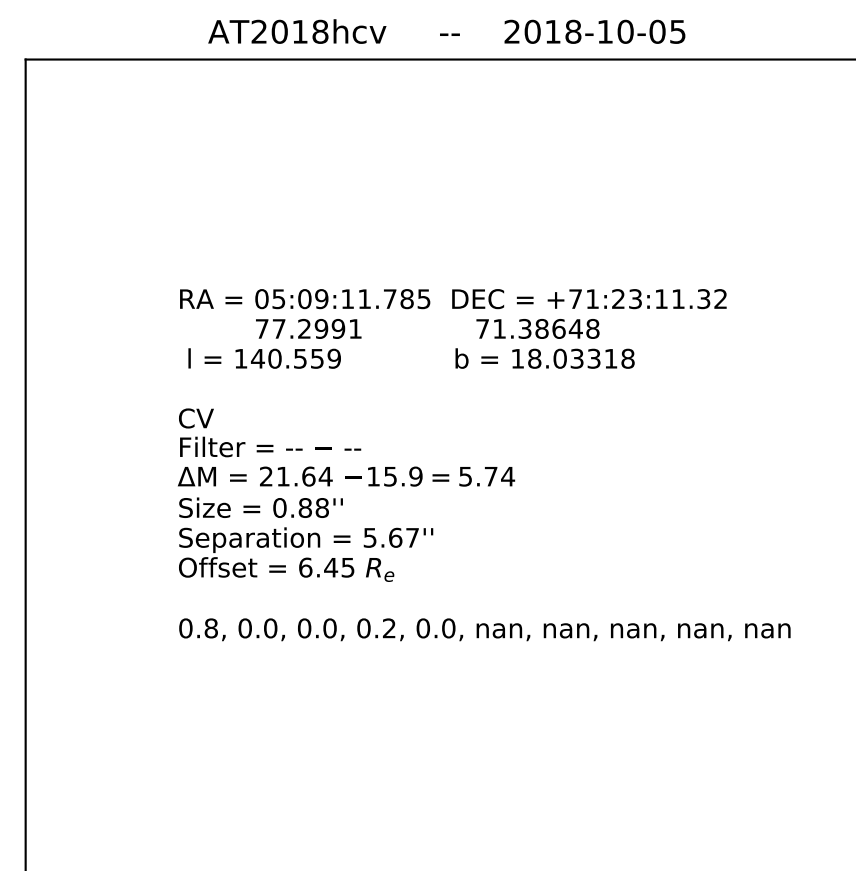 AT2018hcv -- 2018-10-05
RA = 05:09:11.785 DEC = +71:23:11.32
77.2991 71.38648
l = 140.559 b = 18.03318
CV
Filter = -- − --
ΔM = 21.64 −15.9 = 5.74
Size = 0.88''
Separation = 5.67''
Offset = 6.45 Re
0.8, 0.0, 0.0, 0.2, 0.0, nan, nan, nan, nan, nan